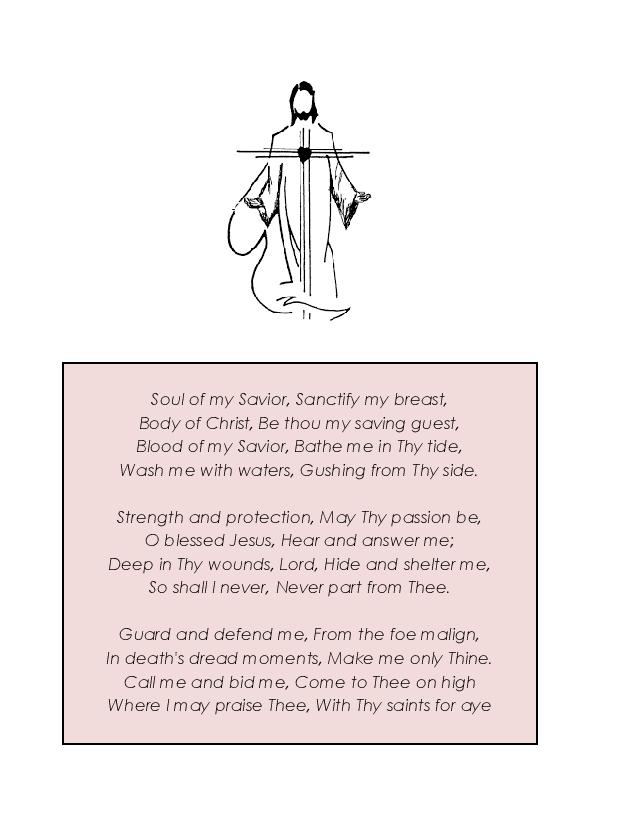 Soul of my Savior, Sanctify my breast,
Body of Christ, Be thou my saving guest,
Blood of my Savior, Bathe me in Thy tide,
Wash me with waters, Gushing from Thy side.
Strength and protection, May Thy passion be,
O blessed Jesus, Hear and answer me;
Deep in Thy wounds, Lord, Hide and shelter me,
So shall I never, Never part from Thee.
Guard and defend me, From the foe malign,
In death's dread moments, Make me only Thine.
Call me and bid me, Come to Thee on high
Where I may praise Thee, With Thy saints for aye